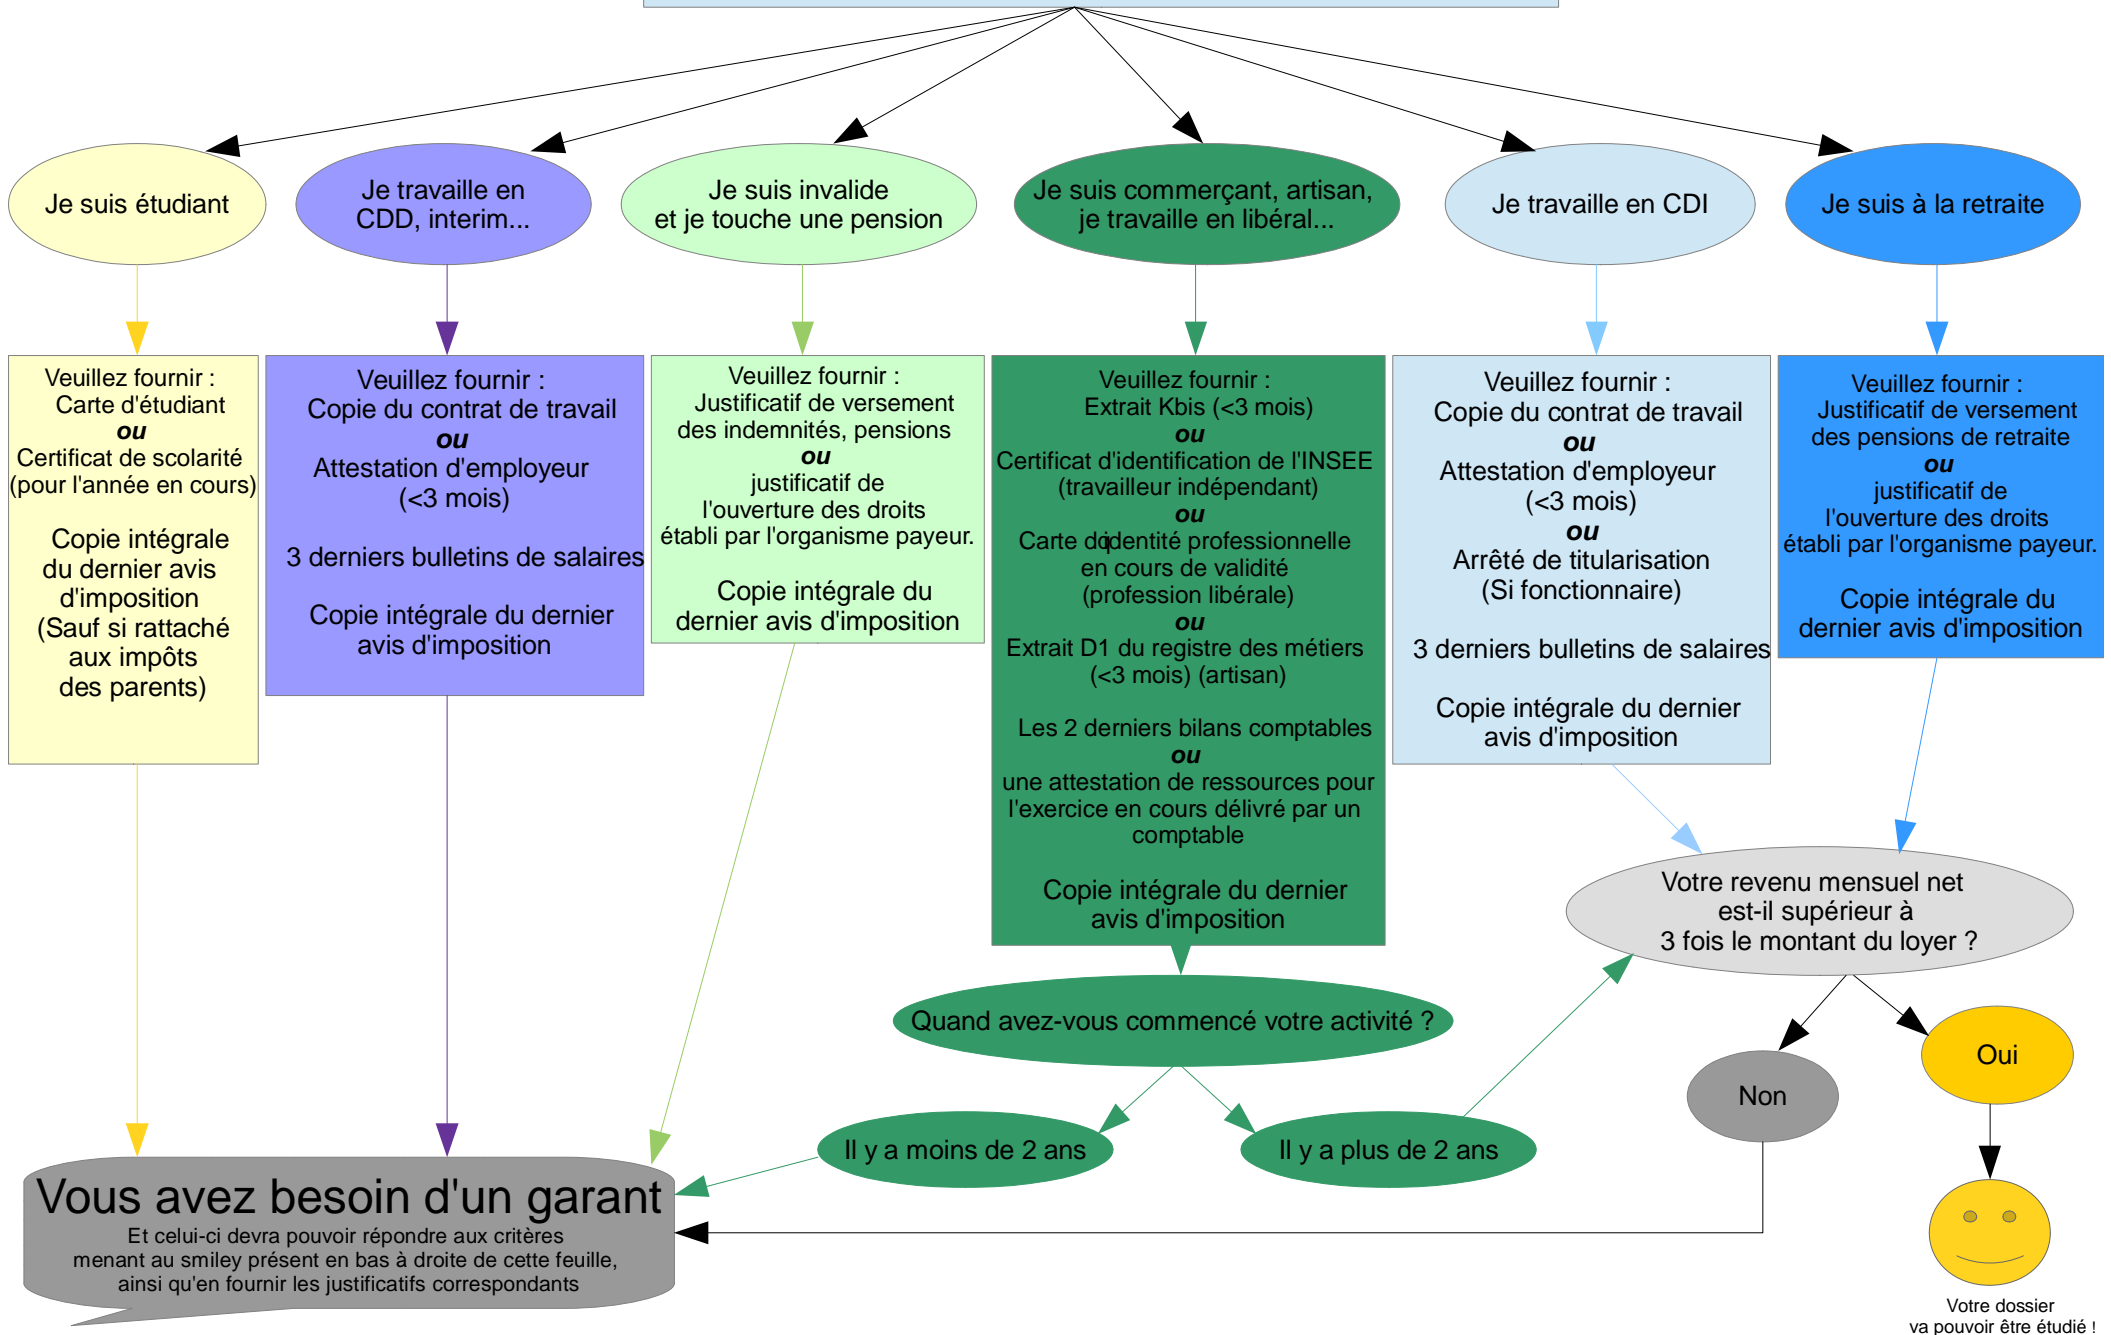 Je suis étudiant
Je travaille en
CDD, interim...
Je suis invalide
et je touche une pension
Je suis commerçant, artisan,
je travaille en libéral...
Je travaille en CDI
Je suis à la retraite
Veuillez fournir :
Carte d'étudiant
ou
Certificat de scolarité
(pour l'année en cours)
Copie intégrale
du dernier avis
d'imposition
(Sauf si rattaché
aux impôts
des parents)
Veuillez fournir :
Copie du contrat de travail
ou
Attestation d'employeur
(<3 mois)
3 derniers bulletins de salaires
Copie intégrale du dernier
avis d'imposition
Veuillez fournir :
Justificatif de versement
des indemnités, pensions
ou
justificatif de
l'ouverture des droits
établi par l'organisme payeur.
Copie intégrale du
dernier avis d'imposition
Veuillez fournir :
Extrait Kbis (<3 mois)
ou
Certificat d'identification de l'INSEE
(travailleur indépendant)
ou
Carte professionnelle
en cours de validité
(profession libérale)
ou
Extrait D1 du registre des métiers
(<3 mois) (artisan)
Les 2 derniers bilans comptables
ou
une attestation de ressources pour
l'exercice en cours délivré par un
comptable
Copie intégrale du dernier
avis d'imposition
Veuillez fournir :
Copie du contrat de travail
ou
Attestation d'employeur
(<3 mois)
ou
Arrêté de titularisation
(Si fonctionnaire)
3 derniers bulletins de salaires
Copie intégrale du dernier
avis d'imposition
Veuillez fournir :
Justificatif de versement
des pensions de retraite
ou
justificatif de
l'ouverture des droits
établi par l'organisme payeur.
Copie intégrale du
dernier avis d'imposition
Votre revenu mensuel net
est-il supérieur à
3 fois le montant du loyer ?
Quand avez-vous commencé votre activité ?
Il y a moins de 2 ans
Il y a plus de 2 ans
Non
Oui
Vous avez besoin d'un garant
Et celui-ci devra pouvoir répondre aux critères
menant au smiley présent en bas à droite de cette feuille,
ainsi qu'en fournir les justificatifs correspondants
Votre dossier
va pouvoir être étudié !